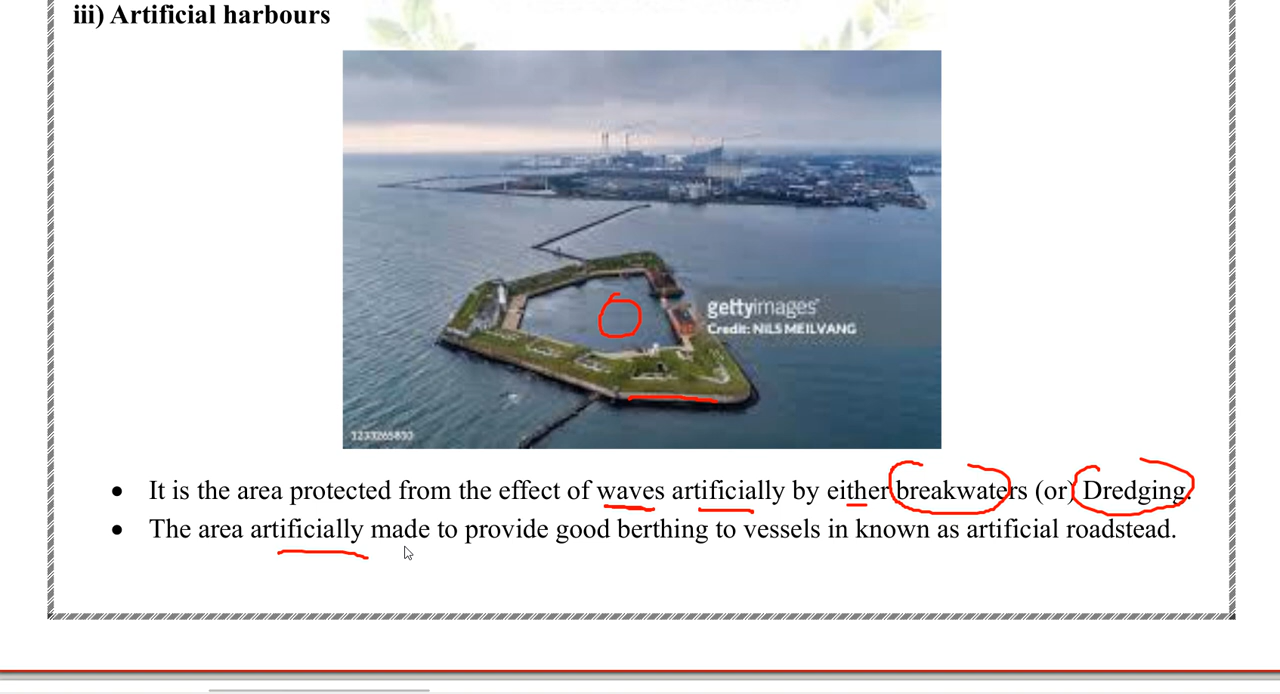 iii) Artificial harbours
gettyimages®
Credit: NILS MEILVANG
1233265833
• It is the area protected from the effect of waves artificially by either breakwaters (or) Dredging.
• The area artificially made to provide good berthing to vessels in known as artificial roadstead.